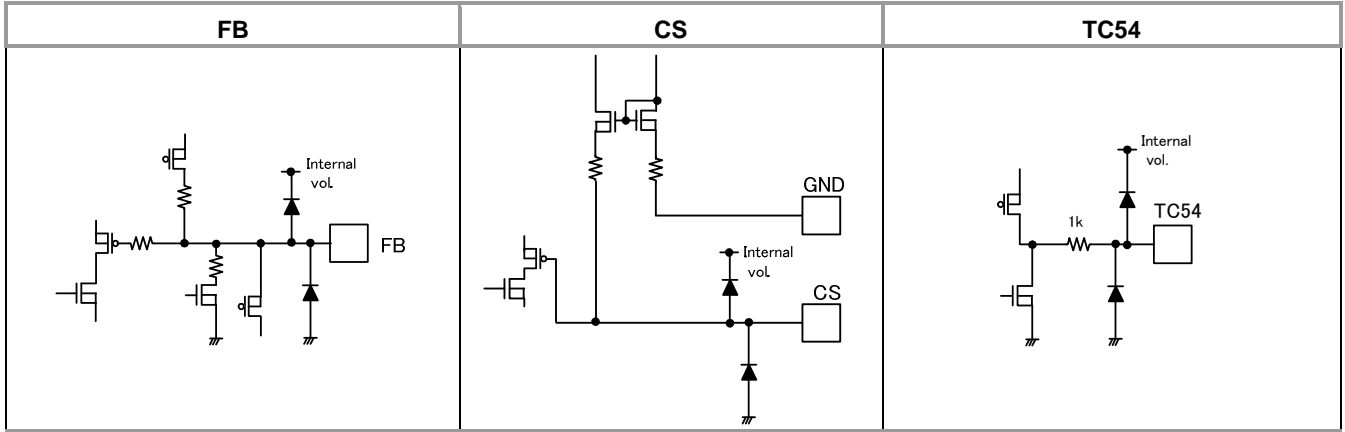 FB
CS
TC54
Internal
vol.
FB
GND
Internal
vol.
CS
Internal
vol.
1k
TC54